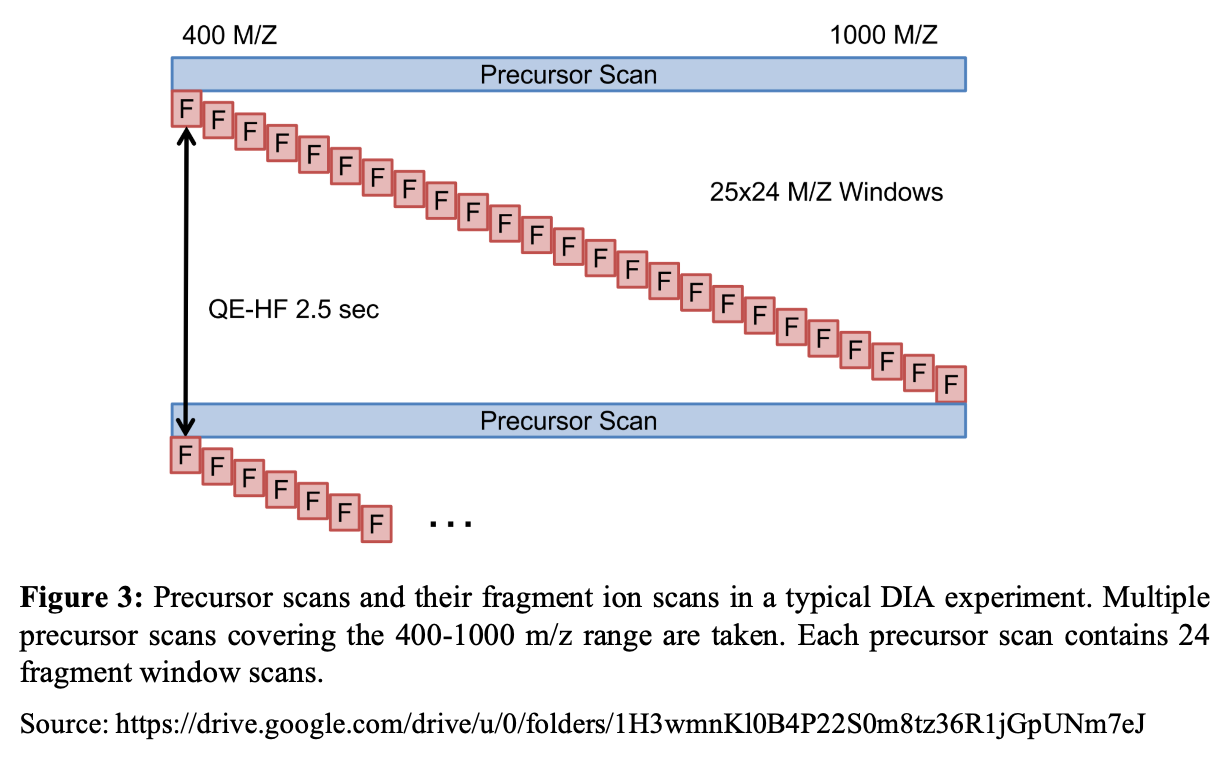 400 M/Z 1000 M/Z
Precursor Scan
F F F F F F F F F F F F F F F F F F F F F F F F F
25x24 M/Z Windows
QE-HF 2.5 sec
Precursor Scan
F F F F F F F ...
Figure 3: Precursor scans and their fragment ion scans in a typical DIA experiment. Multiple
precursor scans covering the 400-1000 m/z range are taken. Each precursor scan contains 24
fragment window scans.
Source: https://drive.google.com/drive/u/0/folders/1H3wmnKl0B4P22S0m8tz36R1jGpUNm7eJ